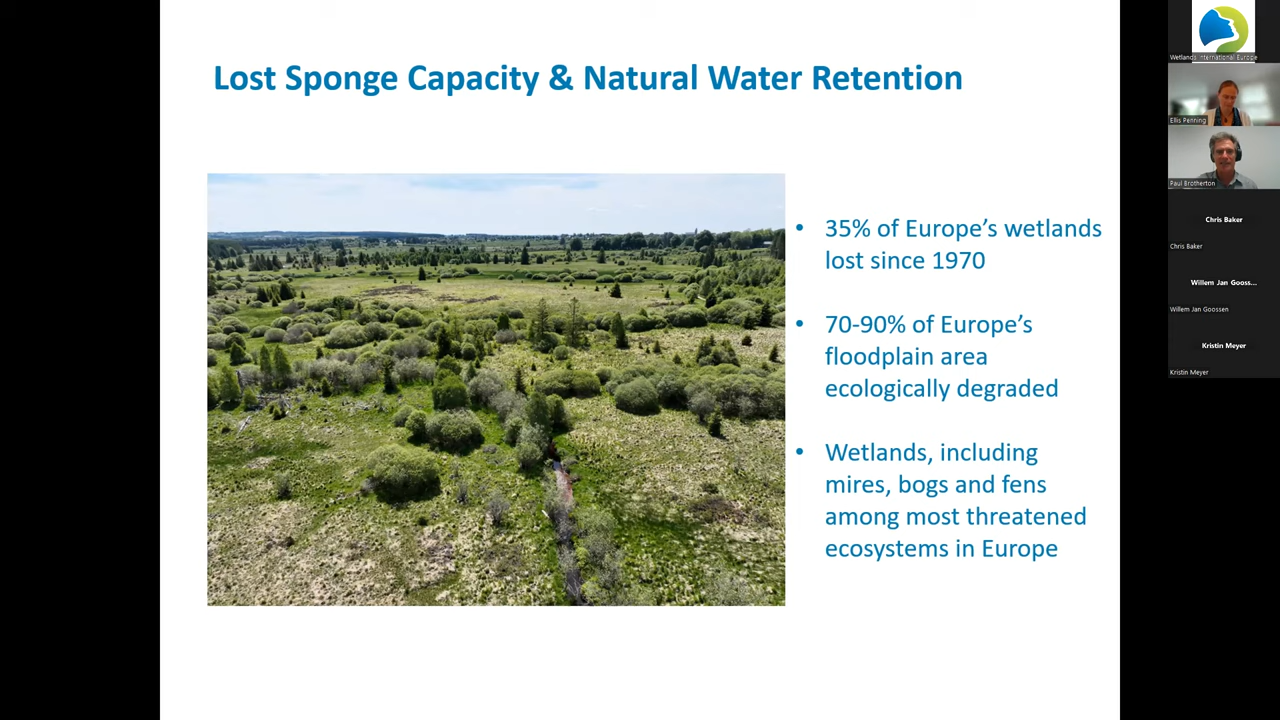 Lost Sponge Capacity & Natural Water Retention
• 35% of Europe's wetlands
lost since 1970
• 70-90% of Europe's
floodplain area
ecologically degraded
• Wetlands, including
mires, bogs and fens
among most threatened
ecosystems in Europe
Wetlands International Europe
Ellis Penning
Paul Brotherton
Chris Baker
Chris Baker
Willem Jan Gooss...
Willem Jan Goossen
Kristin Meyer
Kristin Meyer